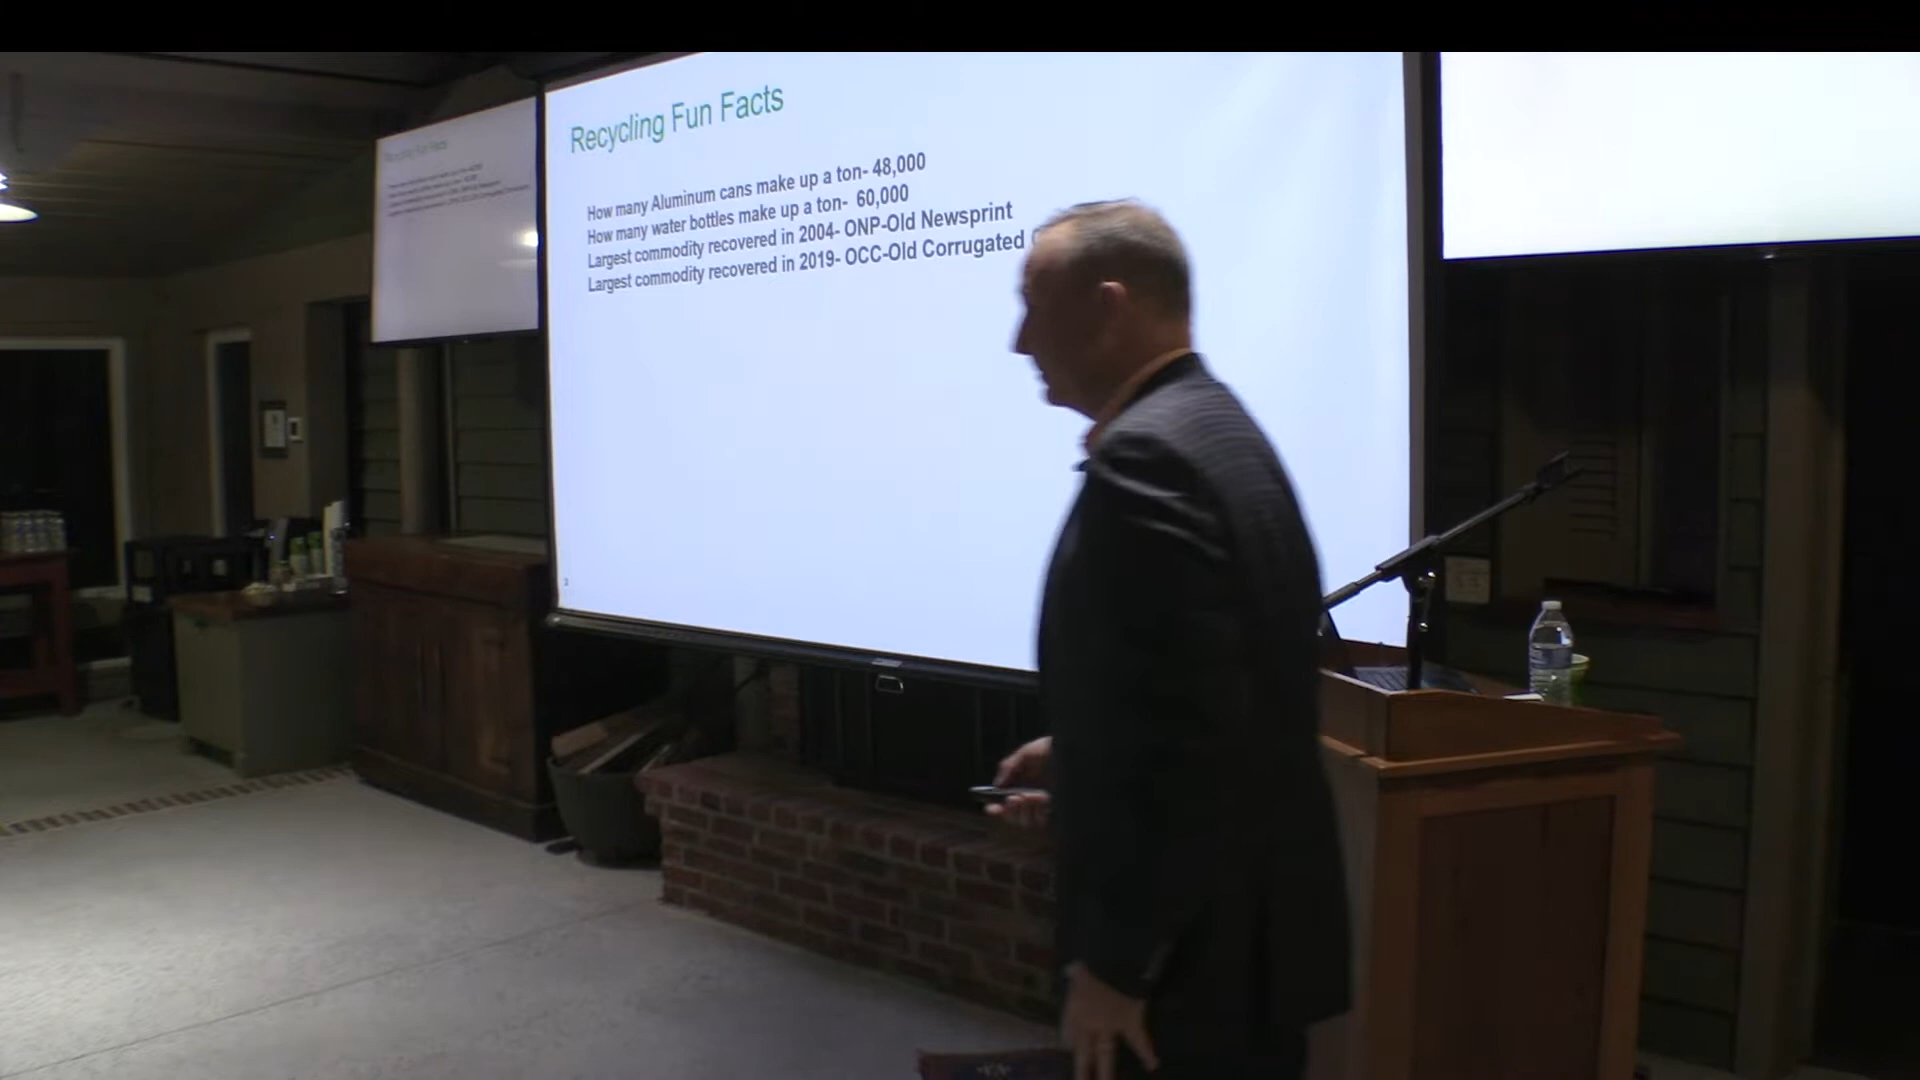 Recycling Fun Facts
How many Aluminum cans make up a ton- 48,000
How many water bottles make up a ton- 60,000
Largest commodity recovered in 2004- ONP-Old Newsprint
Largest commodity recovered in 2019- OCC-Old Corrugated